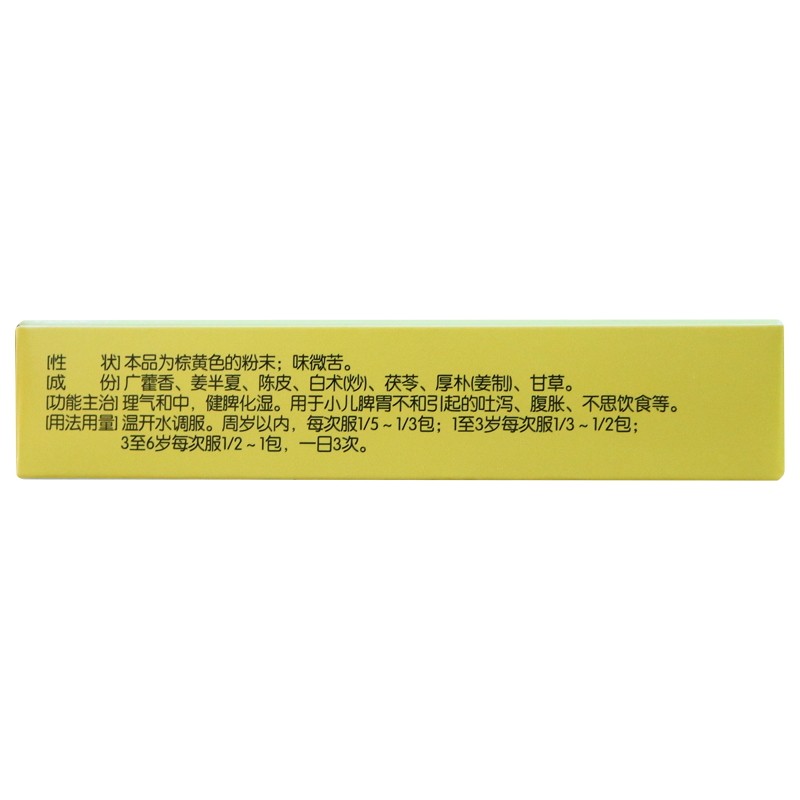 [性　　状] 本品为棕黄色的粉末；味微苦。
[成　　份] 广藿香、姜半夏、陈皮、白术(炒)、茯苓、厚朴(姜制)、甘草。
[功能主治] 理气和中，健脾化湿。用于小儿脾胃不和引起的吐泻、腹胀、不思饮食等。
[用法用量] 温开水调服。周岁以内，每次服1/5~1/3包；1至3岁每次服1/3~1/2包；
3至6岁每次服1/2~1包，一日3次。